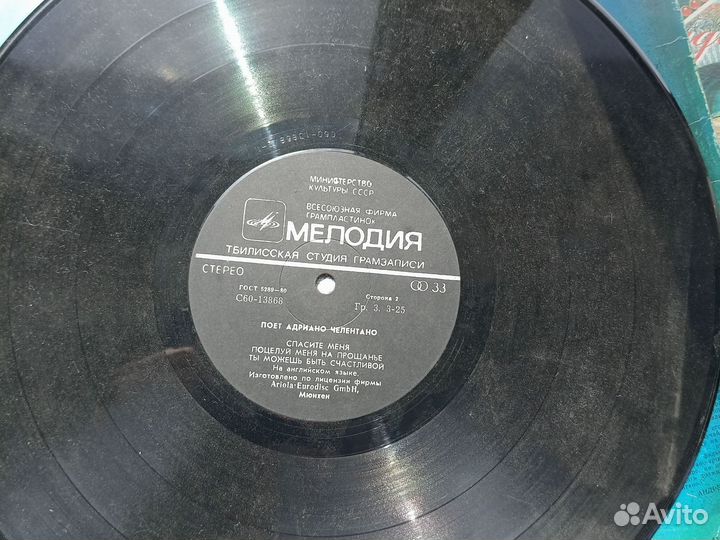 МИНИСТЕРСТВО
КУЛЬТУРЫ СССР
ВСЕСОЮЗНАЯ ФИРМА
ГРАМПЛАСТИНОК
МЕЛОДИЯ
ТБИЛИССКАЯ СТУДИЯ ГРАМЗАПИСИ
СТЕРЕО
33
ГОСТ 5289—80
С60-13868
Сторона 2
Гр. 3. 3-25
ПОЕТ АДРИАНО ЧЕЛЕНТАНО
СПАСИТЕ МЕНЯ
ПОЦЕЛУЙ МЕНЯ НА ПРОЩАНЬЕ
ТЫ МОЖЕШЬ БЫТЬ СЧАСТЛИВОЙ
На английском языке.
Изготовлено по лицензии фирмы
Ariola-Eurodisc GmbH,
Мюнхен
Avito